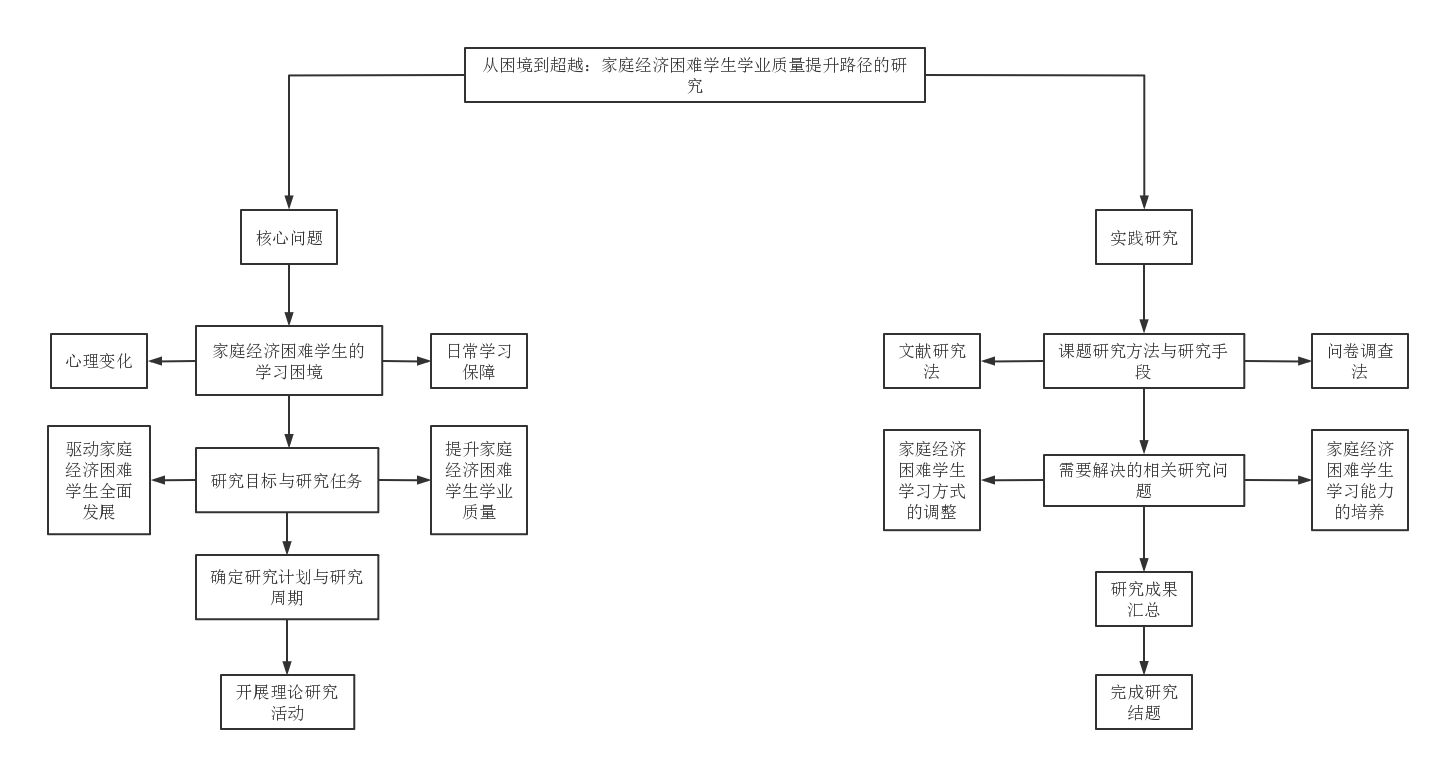 从困境到超越：家庭经济困难学生学业质量提升路径的研
究
核心问题
实践研究
心理变化
家庭经济困难学生的
学习困境
日常学习
保障
文献研究
法
课题研究方法与研究手
段
问卷调查
法
驱动家庭
经济困难
学生全面
发展
研究目标与研究任务
提升家庭
经济困难
学生学业
质量
家庭经济
困难学生
学习方式
的调整
需要解决的相关研究问
题
家庭经济
困难学生
学习能力
的培养
确定研究计划与研究
周期
研究成果
汇总
开展理论研究
活动
完成研究
结题